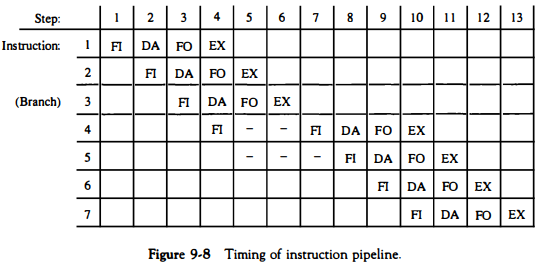 Step: 1 2 3 4 5 6 7 8 9 10 11 12 13
Instruction: 1 FI DA FO EX
2 FI DA FO EX
(Branch) 3 FI DA FO EX
4 FI – – FI DA FO EX
5 – – – FI DA FO EX
6 FI DA FO EX
7 FI DA FO EX
Figure 9-8 Timing of instruction pipeline.